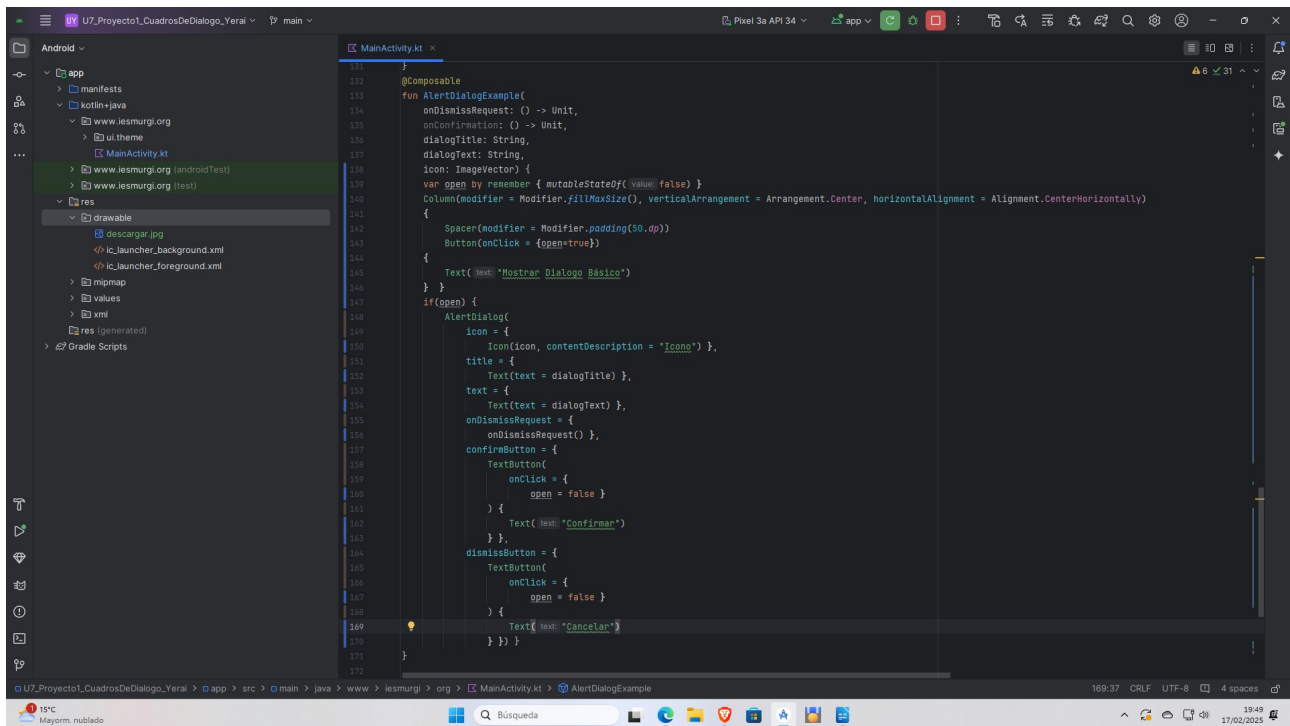 UY U7_Proyecto1_CuadrosDeDialogo_Yerai main Pixel 3a API 34 app
Android
MainActivity.kt
app
manifests
kotlin+java
www.iesmurgi.org
ui.theme
MainActivity.kt
www.iesmurgi.org (androidTest)
www.iesmurgi.org (test)
res
drawable
descargar.jpg
ic_launcher_background.xml
ic_launcher_foreground.xml
mipmap
values
xml
res (generated)
Gradle Scripts
6 31
131 }
132 @Composable
133 fun AlertDialogExample(
134 onDismissRequest: () -> Unit,
135 onConfirmation: () -> Unit,
136 dialogTitle: String,
137 dialogText: String,
138 icon: ImageVector) {
139 var open by remember { mutableStateOf( value: false) }
140 Column(modifier = Modifier.fillMaxSize(), verticalArrangement = Arrangement.Center, horizontalAlignment = Alignment.CenterHorizontally)
141 {
142 Spacer(modifier = Modifier.padding(50.dp))
143 Button(onClick = {open=true})
144 {
145 Text( text: "Mostrar Dialogo Básico")
146 } }
147 if(open) {
148 AlertDialog(
149 icon = {
150 Icon(icon, contentDescription = "Icono") },
151 title = {
152 Text(text = dialogTitle) },
153 text = {
154 Text(text = dialogText) },
155 onDismissRequest = {
156 onDismissRequest() },
157 confirmButton = {
158 TextButton(
159 onClick = {
160 open = false }
161 ) {
162 Text( text: "Confirmar")
163 } },
164 dismissButton = {
165 TextButton(
166 onClick = {
167 open = false }
168 ) {
169 Text( text: "Cancelar")
170 } }) }
171 }
172
U7_Proyecto1_CuadrosDeDialogo_Yerai > app > src > main > java > www > iesmurgi > org > MainActivity.kt > AlertDialogExample 169:37 CRLF UTF-8 4 spaces
1 15°C
Mayorm. nublado
Búsqueda
19:49
17/02/2025